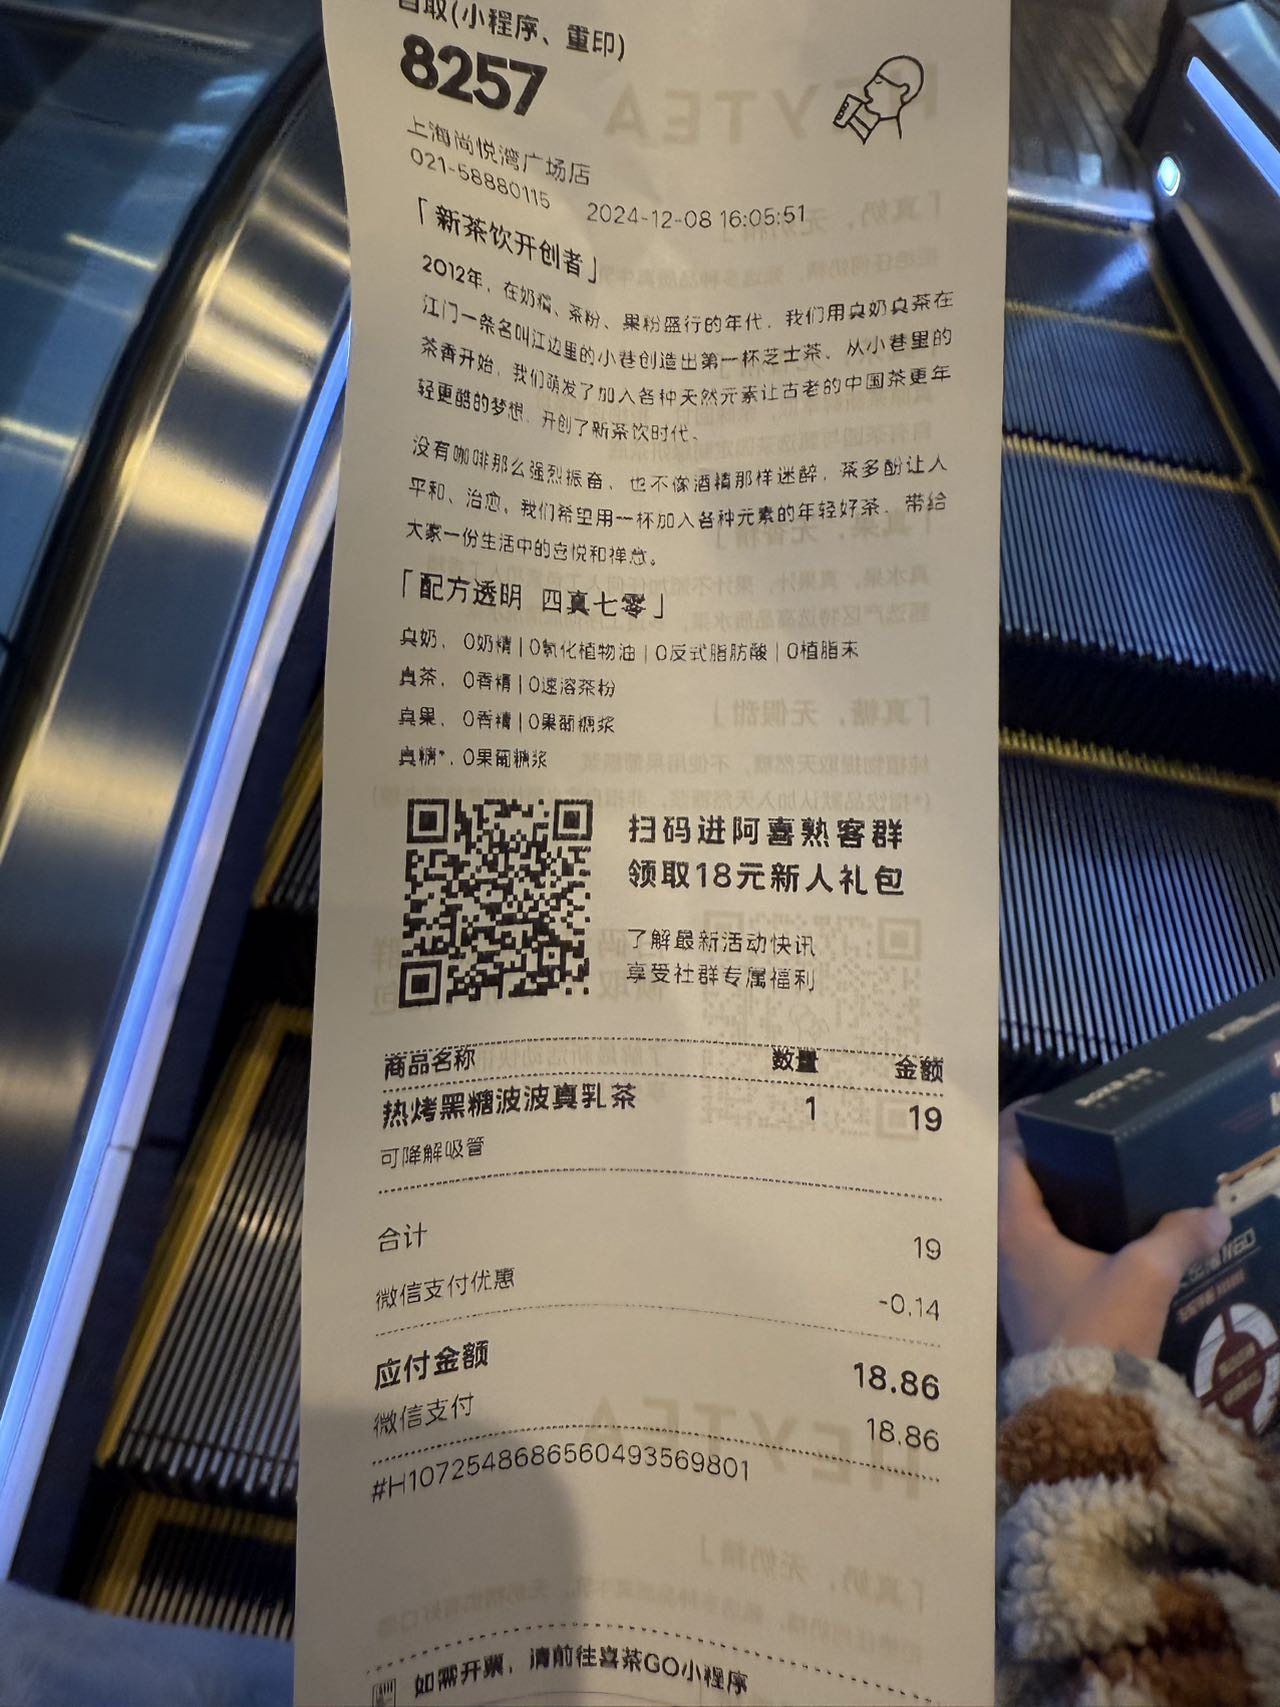 自取(小程序、重印)
8257
上海尚悦湾广场店
021-58880115 2024-12-08 16:05:51
「新茶饮开创者」
2012年，在奶精、茶粉、果粉盛行的年代，我们用真奶真茶在
江门一条名叫江边里的小巷创造出第一杯芝士茶。从小巷里的
茶香开始，我们萌发了加入各种天然元素让古老的中国茶更年
轻更酷的梦想，开创了新茶饮时代。
没有咖啡那么强烈振奋，也不像酒精那样迷醉，茶多酚让人
平和、治愈。我们希望用一杯加入各种元素的年轻好茶，带给
大家一份生活中的喜悦和禅意。
「配方透明 四真七零」
真奶，0奶精|0氢化植物油|0反式脂肪酸|0植脂末
真茶，0香精|0速溶茶粉
真果，0香精|0果葡糖浆
真糖*，0果葡糖浆
扫码进阿喜熟客群
领取18元新人礼包
了解最新活动快讯
享受社群专属福利
商品名称 数量 金额
热烤黑糖波波真乳茶 1 19
可降解吸管
合计 19
微信支付优惠 -0.14
应付金额 18.86
微信支付 18.86
#H1072548686560493569801
如需开票，请前往喜茶GO小程序